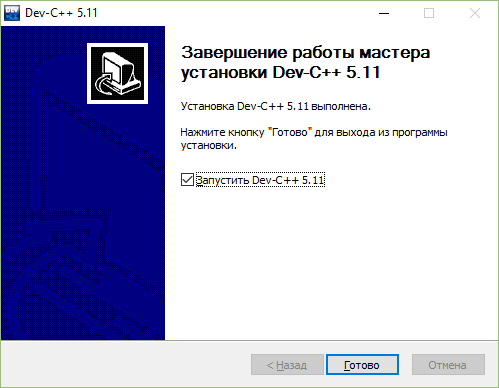 Dev-C++ 5.11
Завершение работы мастера
установки Dev-C++ 5.11
Установка Dev-C++ 5.11 выполнена.
Нажмите кнопку "Готово" для выхода из программы
установки.
Запустить Dev-C++ 5.11
< Назад
Готово
Отмена